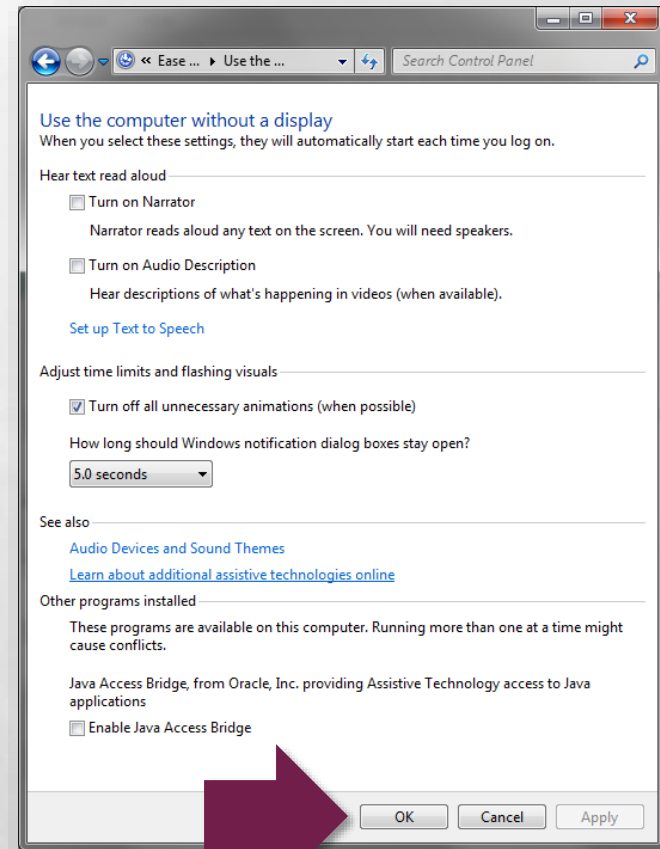 « Ease ... ▸ Use the ...
Search Control Panel
Use the computer without a display
When you select these settings, they will automatically start each time you log on.
Hear text read aloud
Turn on Narrator
Narrator reads aloud any text on the screen. You will need speakers.
Turn on Audio Description
Hear descriptions of what's happening in videos (when available).
Set up Text to Speech
Adjust time limits and flashing visuals
Turn off all unnecessary animations (when possible)
How long should Windows notification dialog boxes stay open?
5.0 seconds
See also
Audio Devices and Sound Themes
Learn about additional assistive technologies online
Other programs installed
These programs are available on this computer. Running more than one at a time might
cause conflicts.
Java Access Bridge, from Oracle, Inc. providing Assistive Technology access to Java
applications
Enable Java Access Bridge
OK Cancel Apply